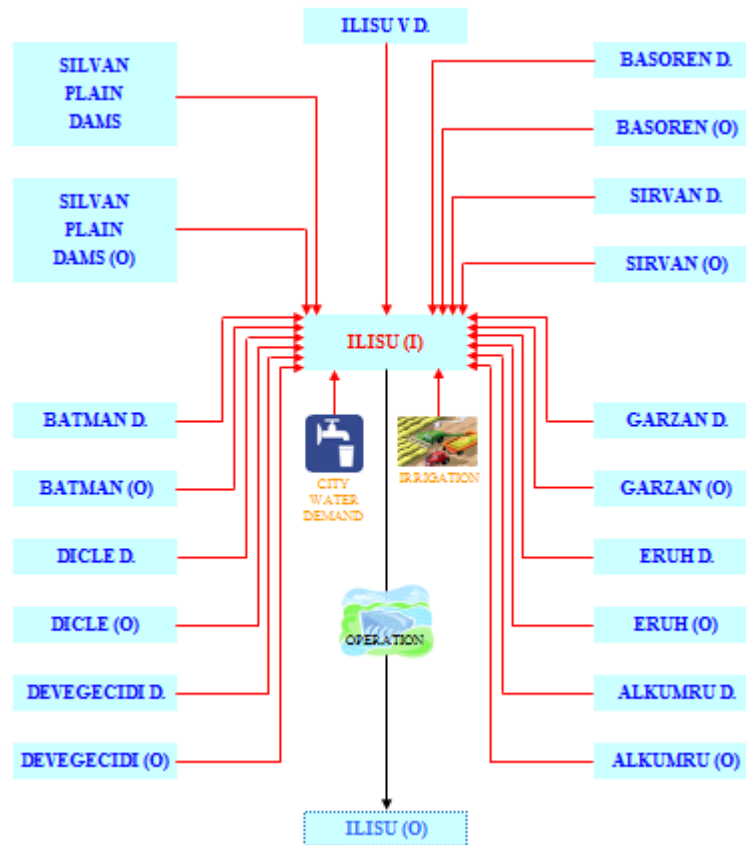 ILISU V D.
SILVAN
PLAIN
DAMS
BASOREN D.
BASOREN (O)
SILVAN
PLAIN
DAMS (O)
SIRVAN D.
SIRVAN (O)
ILISU (I)
BATMAN D.
GARZAN D.
CITY
WATER
DEMAND
IRRIGATION
BATMAN (O)
GARZAN (O)
DICLE D.
ERUH D.
DICLE (O)
ERUH (O)
OPERATION
DEVEGECIDI D.
ALKUMRU D.
DEVEGECIDI (O)
ALKUMRU (O)
ILISU (O)